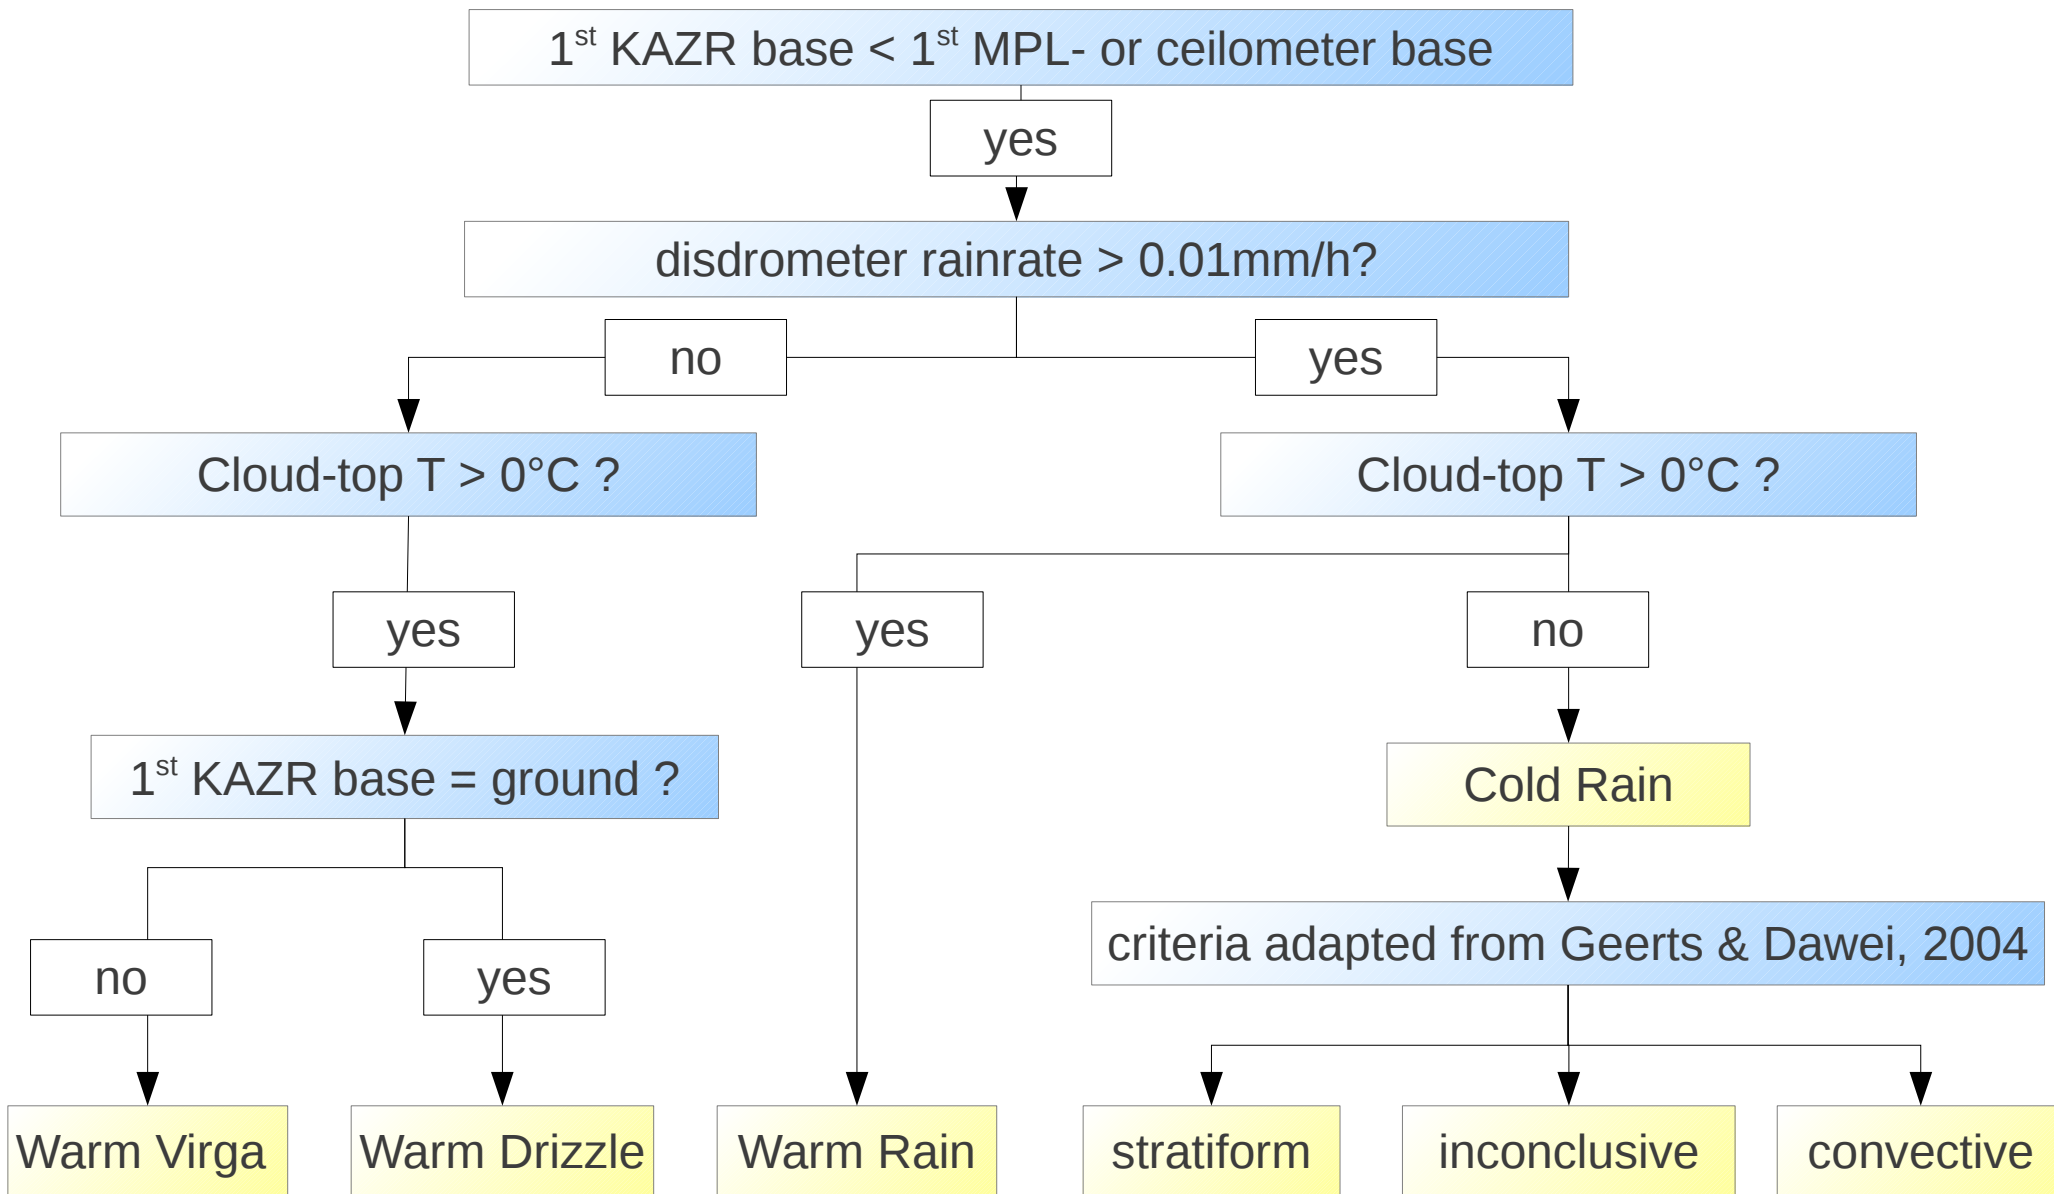 1st KAZR base < 1st MPL- or ceilometer base
yes
disdrometer rainrate > 0.01mm/h?
no
yes
Cloud-top T > 0°C ?
Cloud-top T > 0°C ?
yes
yes
no
1st KAZR base = ground ?
Cold Rain
criteria adapted from Geerts & Dawei, 2004
no
yes
Warm Virga
Warm Drizzle
Warm Rain
stratiform
inconclusive
convective